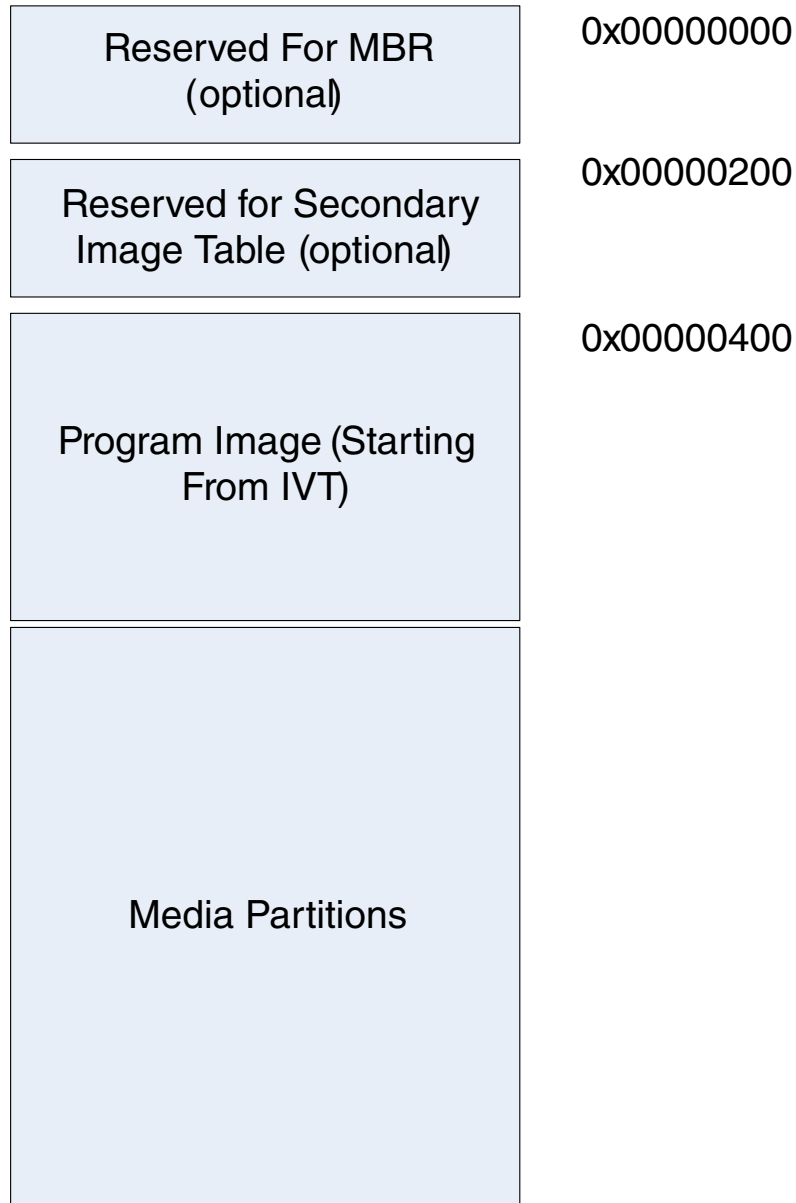 Reserved For MBR
(optional)
0x00000000
Reserved for Secondary
Image Table (optional)
0x00000200
Program Image (Starting
From IVT)
0x00000400
Media Partitions